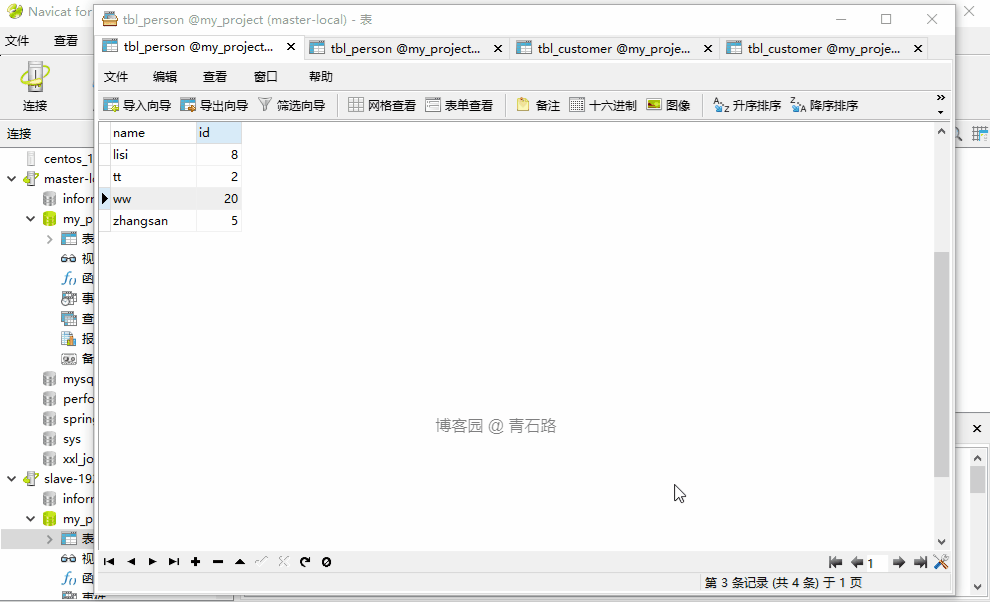 Navicat for
tbl_person @my_project (master-local) - 表
文件 查看
tbl_person @my_project... tbl_person @my_project... tbl_customer @my_proje... tbl_customer @my_proje...
连接
文件 编辑 查看 窗口 帮助
导入向导 导出向导 筛选向导 网格查看 表单查看 备注 十六进制 图像 升序排序 降序排序
连接
centos_1
master-l
inforr
my_p
表
视
函
事
查
报
备
mysq
perfo
spring
sys
xxl_jo
slave-19
inforr
my_p
表
视
函
name id
lisi 8
tt 2
ww 20
zhangsan 5
博客园 @ 青石路
1
第 3 条记录 (共 4 条) 于 1 页